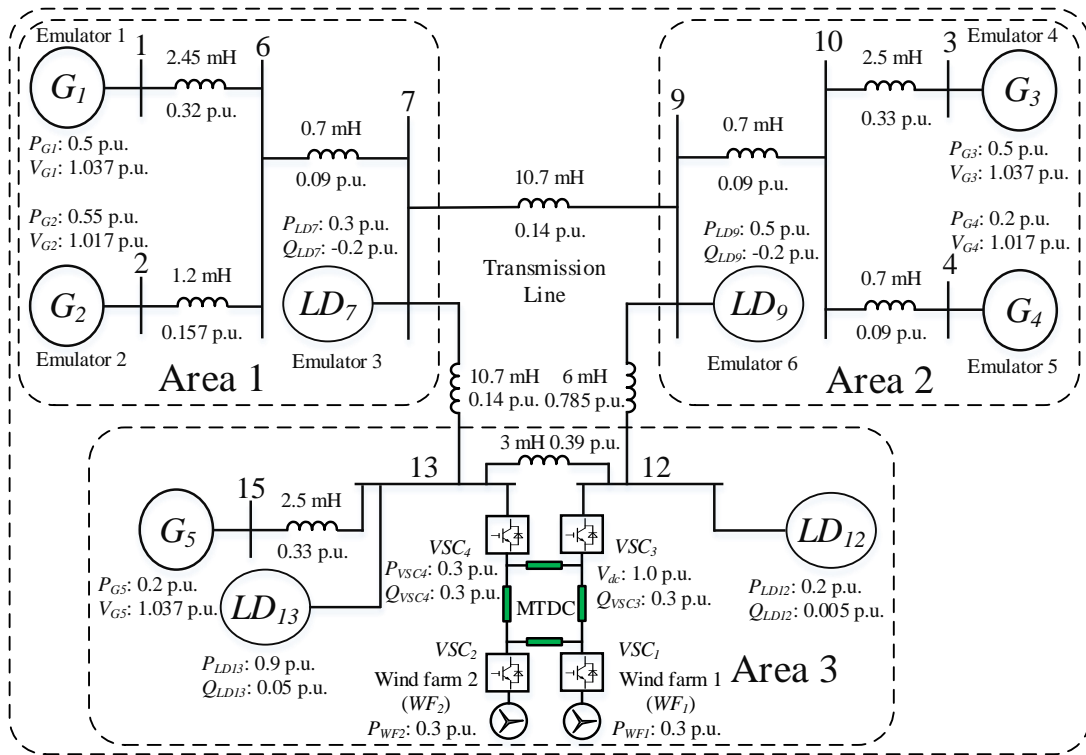 Emulator 1
1
2.45 mH
6
G1
0.32 p.u.
PG1: 0.5 p.u.
VG1: 1.037 p.u.
0.7 mH
7
0.09 p.u.
PG2: 0.55 p.u.
VG2: 1.017 p.u.
2
1.2 mH
G2
0.157 p.u.
Emulator 2
PLD7: 0.3 p.u.
QLD7: -0.2 p.u.
LD7
Emulator 3
Area 1
10.7 mH
0.14 p.u.
Transmission
Line
9
10
3
Emulator 4
2.5 mH
G3
0.33 p.u.
0.7 mH
0.09 p.u.
PG3: 0.5 p.u.
VG3: 1.037 p.u.
PLD9: 0.5 p.u.
QLD9: -0.2 p.u.
LD9
Emulator 6
PG4: 0.2 p.u.
VG4: 1.017 p.u.
0.7 mH
4
G4
0.09 p.u.
Emulator 5
Area 2
10.7 mH
0.14 p.u.
6 mH
0.785 p.u.
3 mH 0.39 p.u.
13
12
15
2.5 mH
G5
0.33 p.u.
PG5: 0.2 p.u.
VG5: 1.037 p.u.
LD13
PLD13: 0.9 p.u.
QLD13: 0.05 p.u.
VSC4
PVSC4: 0.3 p.u.
QVSC4: 0.3 p.u.
VSC3
Vdc: 1.0 p.u.
QVSC3: 0.3 p.u.
MTDC
VSC2
Wind farm 2
(WF2)
PWF2: 0.3 p.u.
VSC1
Wind farm 1
(WF1)
PWF1: 0.3 p.u.
LD12
PLD12: 0.2 p.u.
QLD12: 0.005 p.u.
Area 3